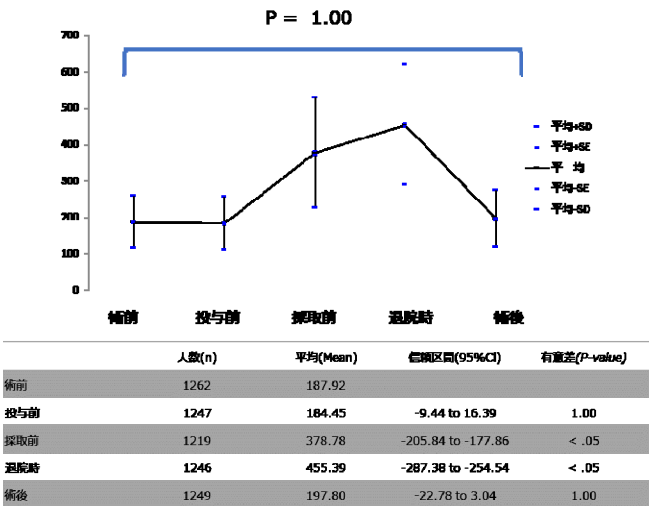 P = 1.00
700
600
500
400
300
200
100
0
平均+SD
平均+SE
平 均
平均-SE
平均-SD
術前 投与前 採取前 退院時 術後
人数(n) 平均(Mean) 信頼区間(95%CI) 有意差(P-value)
術前 1262 187.92
投与前 1247 184.45 -9.44 to 16.39 1.00
採取前 1219 378.78 -205.84 to -177.86 < .05
退院時 1246 455.39 -287.38 to -254.54 < .05
術後 1249 197.80 -22.78 to 3.04 1.00